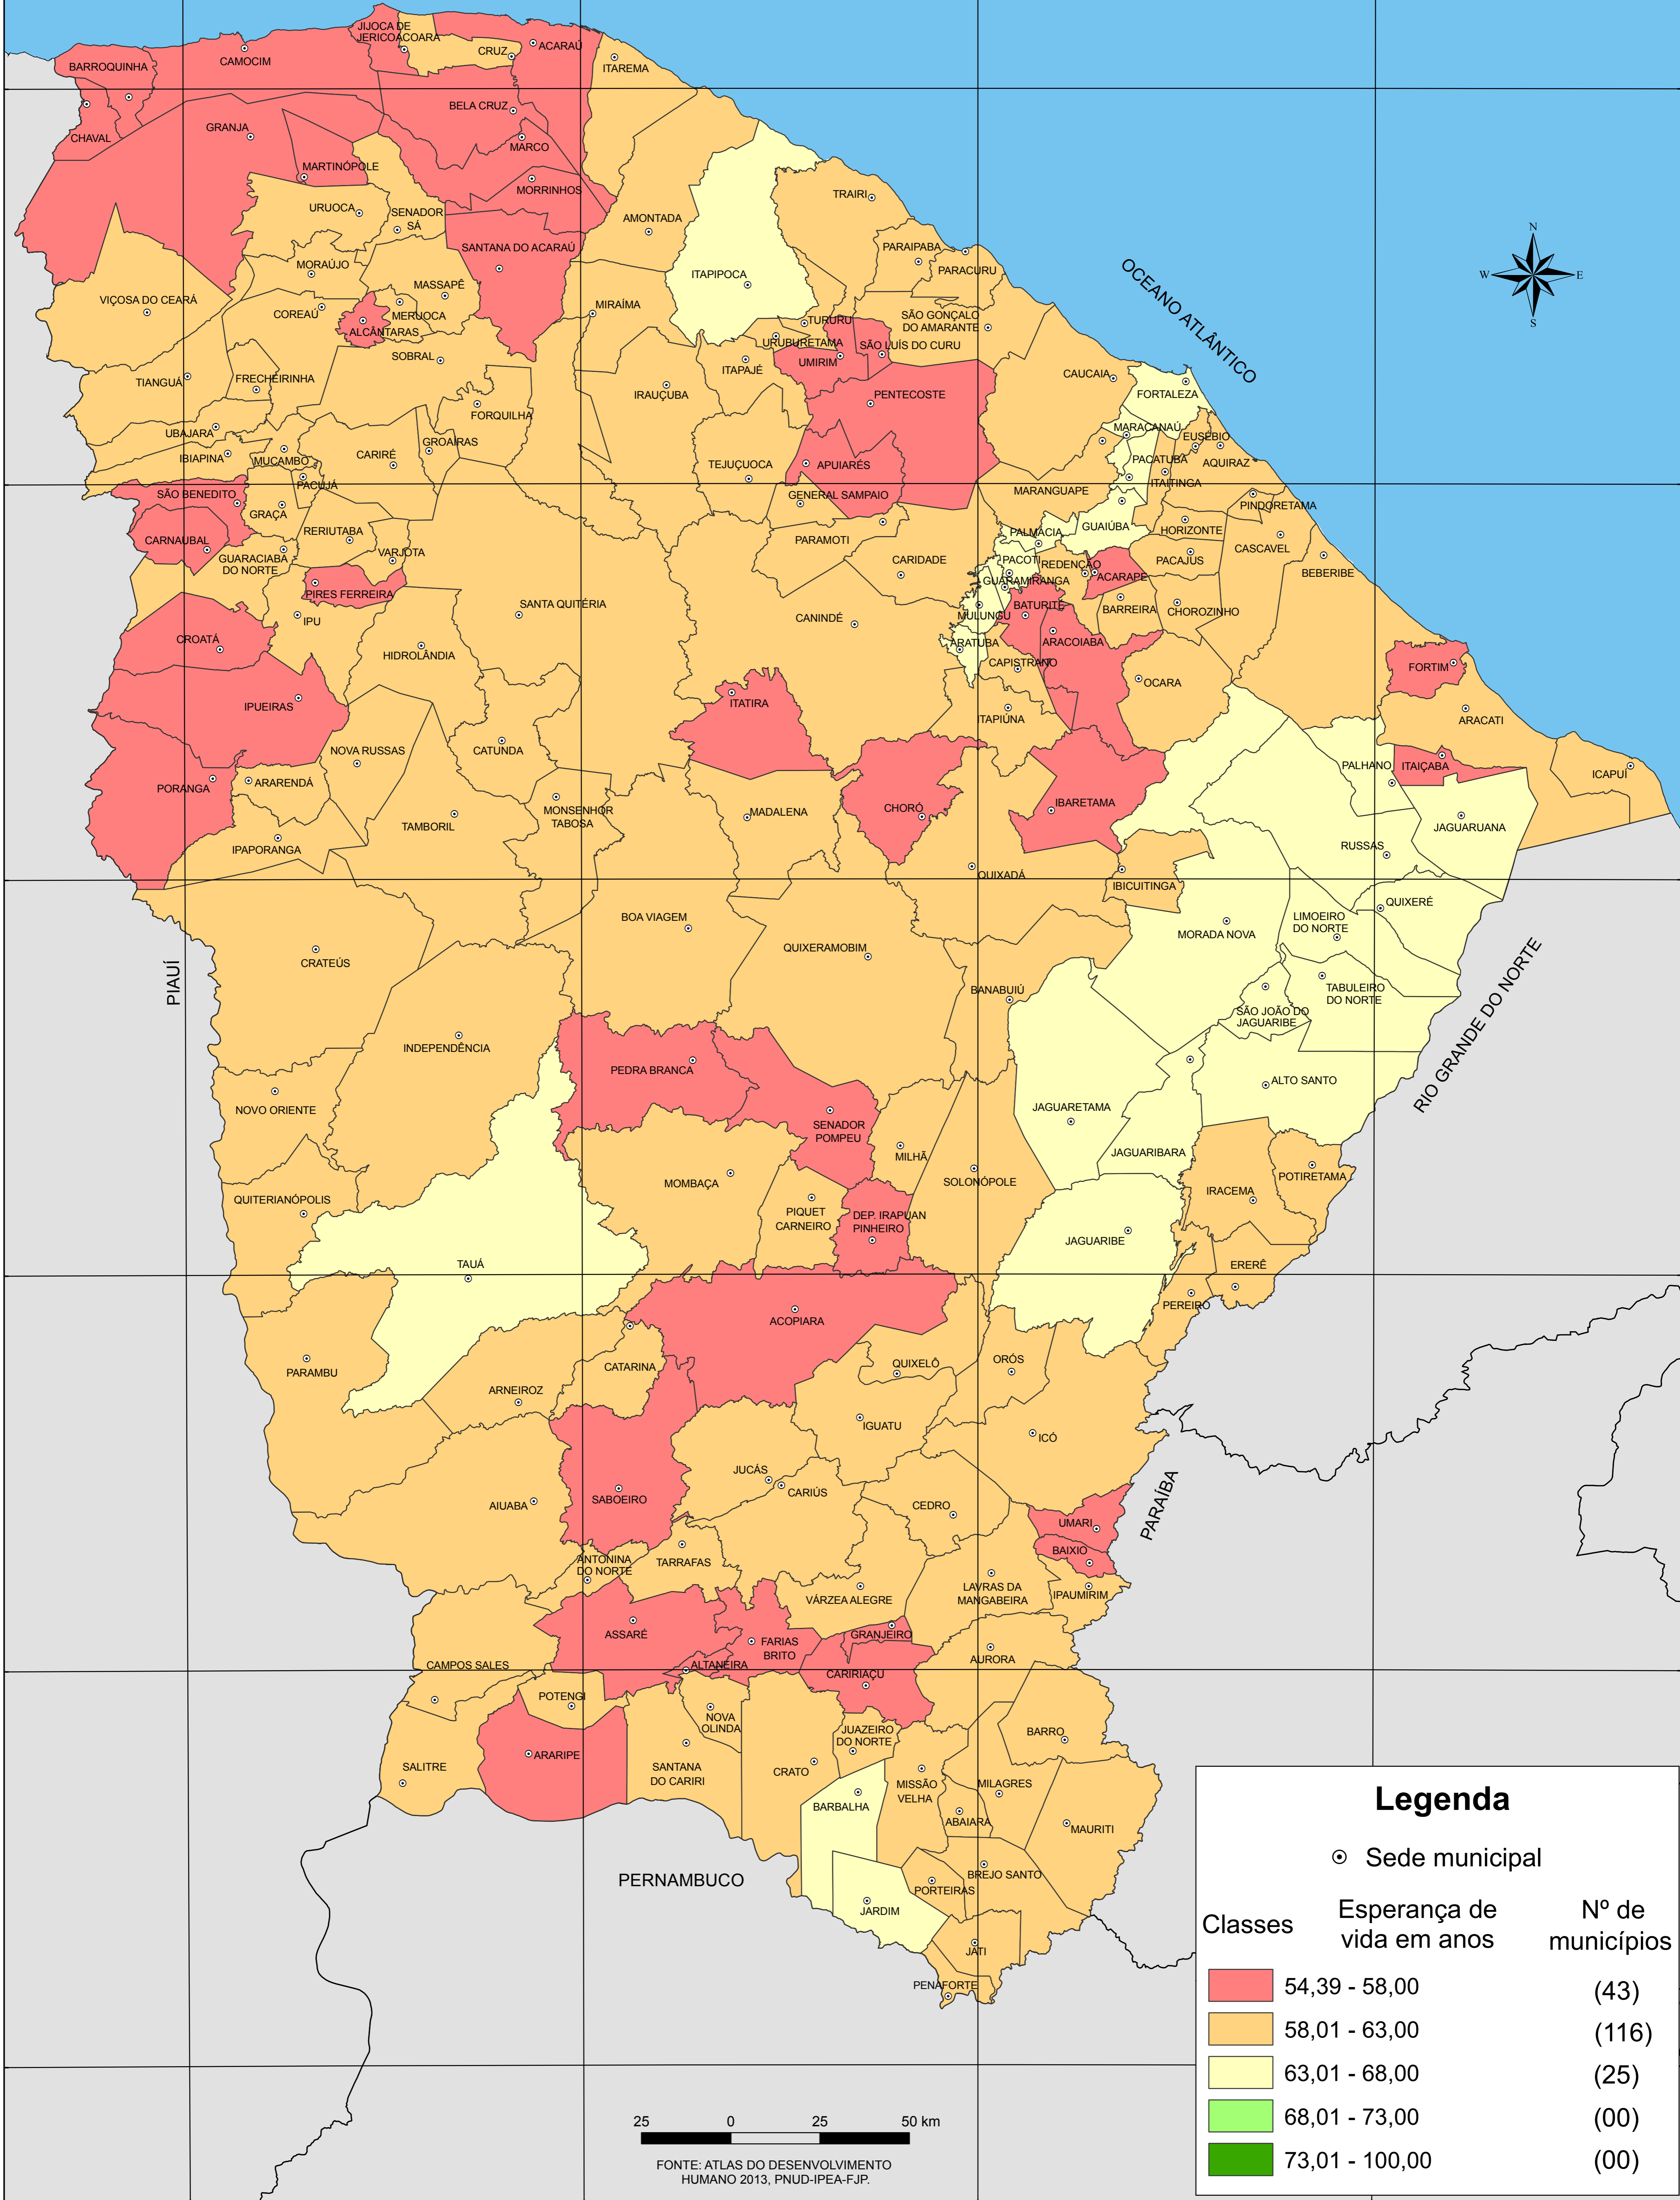 JIJOCA DE
JERICOACOARA
CRUZ
ACARAÚ
ITAREMA
BARROQUINHA
CAMOCIM
CHAVAL
GRANJA
BELA CRUZ
MARCO
MARTINÓPOLE
MORRINHOS
URUOCA
SENADOR
SÁ
AMONTADA
TRAIRI
SANTANA DO ACARAÚ
PARAIPABA
PARACURU
MORAÚJO
ITAPIPOCA
MASSAPÊ
VIÇOSA DO CEARÁ
COREAÚ
MERUOCA
ALCÂNTARAS
MIRAÍMA
TURURU
SÃO GONÇALO
DO AMARANTE
URUBURETAMA
SÃO LUÍS DO CURU
SOBRAL
UMIRIM
ITAPAJÉ
TIANGUÁ
FRECHEIRINHA
IRAUÇUBA
PENTECOSTE
CAUCAIA
FORTALEZA
FORQUILHA
UBAJARA
GROAÍRAS
MARACANAÚ
EUSÉBIO
IBIAPINA
MUCAMBO
CARIRÉ
TEJUÇUOCA
APUIARÉS
PACATUBA
AQUIRAZ
PACUJÁ
ITAITINGA
SÃO BENEDITO
GENERAL SAMPAIO
MARANGUAPE
PINDORETAMA
GRAÇA
RERIUTABA
PARAMOTI
PALMÁCIA
GUAIÚBA
HORIZONTE
CARNAUBAL
GUARACIABA
DO NORTE
VARJOTA
CARIDADE
PACOTI
REDENÇÃO
PACAJUS
CASCAVEL
BEBERIBE
GUARAMIRANGA
ACARAPE
PIRES FERREIRA
SANTA QUITÉRIA
MULUNGU
BATURITÉ
BARREIRA
CHOROZINHO
IPU
CANINDÉ
CROATÁ
HIDROLÂNDIA
ARATUBA
ARACOIABA
CAPISTRANO
FORTIM
IPUEIRAS
ITATIRA
OCARA
ITAPIÚNA
ARACATI
NOVA RUSSAS
CATUNDA
PALHANO
ITAIÇABA
ICAPUÍ
PORANGA
ARARENDÁ
MONSENHOR
TABOSA
MADALENA
CHORÓ
IBARETAMA
TAMBORIL
JAGUARUANA
IPAPORANGA
RUSSAS
QUIXADÁ
IBICUITINGA
BOA VIAGEM
QUIXERÉ
LIMOEIRO
DO NORTE
MORADA NOVA
QUIXERAMOBIM
CRATEÚS
BANABUIÚ
TABULEIRO
DO NORTE
SÃO JOÃO DO
JAGUARIBE
INDEPENDÊNCIA
PEDRA BRANCA
ALTO SANTO
NOVO ORIENTE
JAGUARETAMA
SENADOR
POMPEU
JAGUARIBARA
MILHÃ
POTIRETAMA
MOMBAÇA
SOLONÓPOLE
IRACEMA
QUITERIANÓPOLIS
PIQUET
CARNEIRO
DEP. IRAPUAN
PINHEIRO
JAGUARIBE
TAUÁ
ERERÊ
PEREIRO
ACOPIARA
PARAMBU
CATARINA
QUIXELÔ
ORÓS
ARNEIROZ
IGUATU
ICÓ
JUCÁS
CARIÚS
SABOEIRO
AIUABA
CEDRO
UMARI
BAIXIO
ANTONINA
DO NORTE
TARRAFAS
LAVRAS DA
MANGABEIRA
IPAUMIRIM
VÁRZEA ALEGRE
ASSARÉ
FARIAS
BRITO
GRANJEIRO
AURORA
CAMPOS SALES
ALTANEIRA
CARIRIAÇU
POTENGI
NOVA
OLINDA
JUAZEIRO
DO NORTE
BARRO
ARARIPE
SALITRE
SANTANA
DO CARIRI
CRATO
MISSÃO
VELHA
MILAGRES
BARBALHA
ABAIARA
MAURITI
BREJO SANTO
PORTEIRAS
JARDIM
JATI
PENAFORTE
OCEANO ATLÂNTICO
PIAUÍ
RIO GRANDE DO NORTE
PARAÍBA
PERNAMBUCO
N
W
E
S
Legenda
Sede municipal
Classes
Esperança de
vida em anos
Nº de
municípios
54,39 - 58,00 (43)
58,01 - 63,00 (116)
63,01 - 68,00 (25)
68,01 - 73,00 (00)
73,01 - 100,00 (00)
25 0 25 50 km
FONTE: ATLAS DO DESENVOLVIMENTO
HUMANO 2013, PNUD-IPEA-FJP.